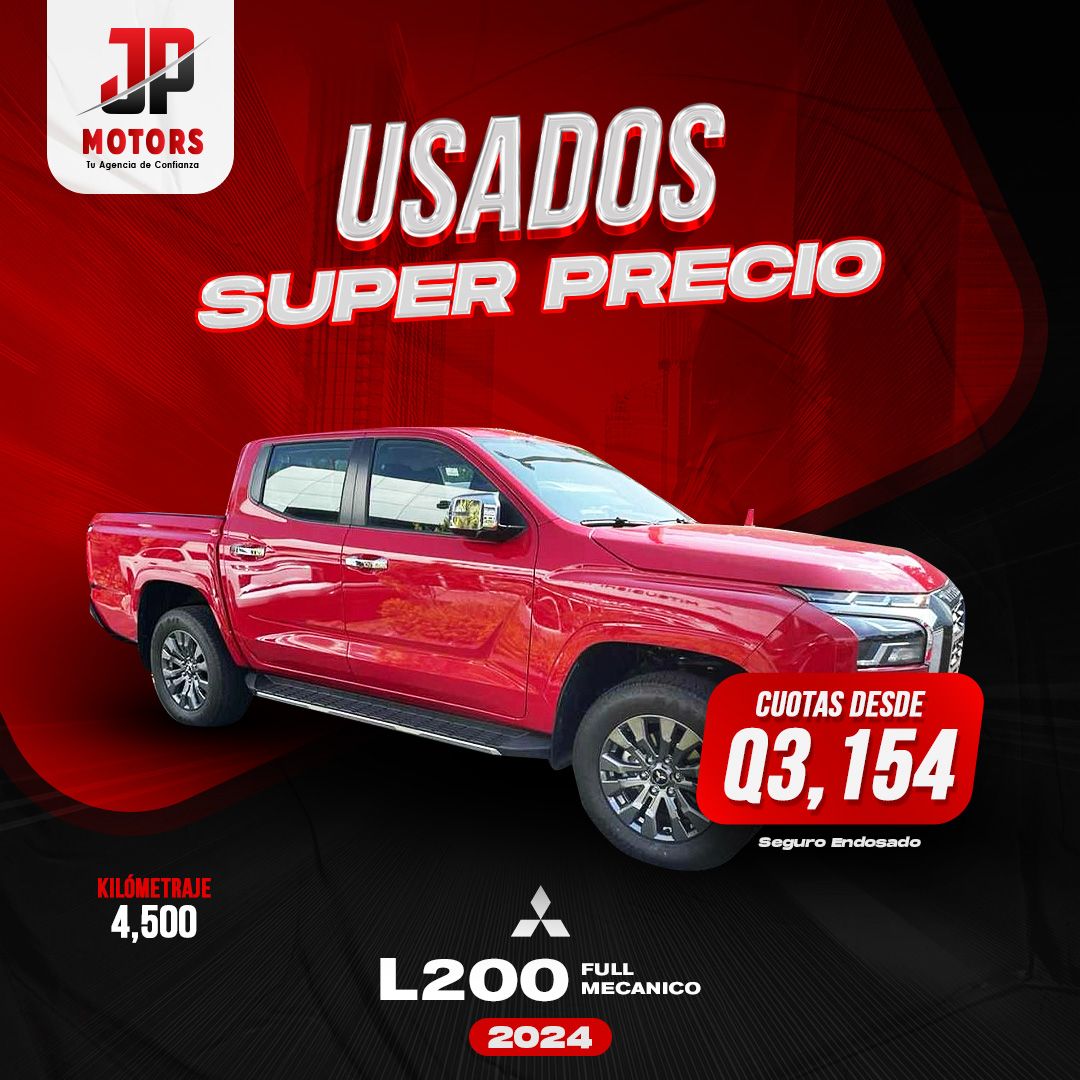 JP
MOTORS
Tu Agencia de Confianza
USADOS
SUPER PRECIO
CUOTAS DESDE
Q3,154
Seguro Endosado
KILÓMETRAJE
4,500
L200 FULL
MECANICO
2024